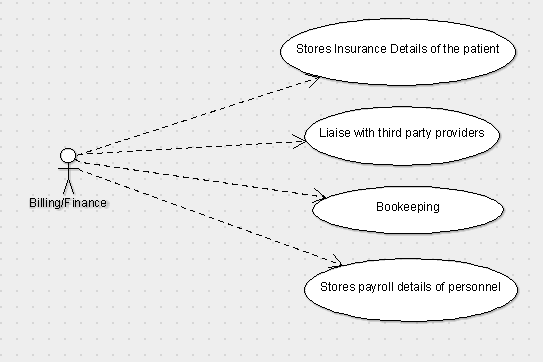 Stores Insurance Details of the patient
Liaise with third party providers
Billing/Finance
Bookeeping
Stores payroll details of personnel